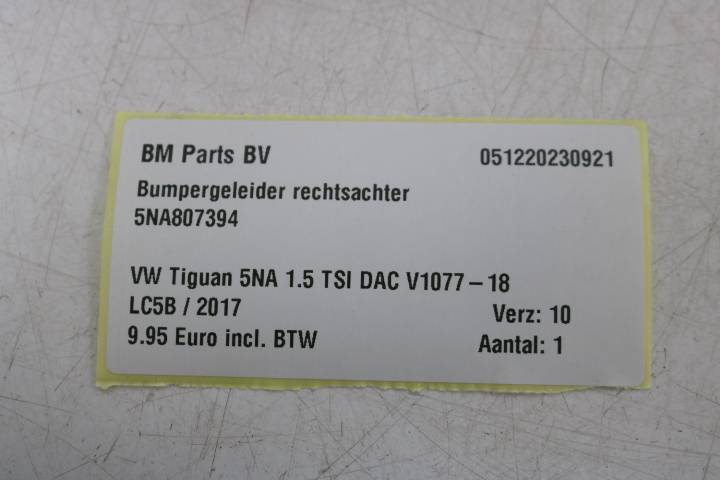 BM Parts BV 051220230921
Bumpergeleider rechtsachter
5NA807394
VW Tiguan 5NA 1.5 TSI DAC V1077-18
LC5B / 2017 Verz: 10
9.95 Euro incl. BTW Aantal: 1